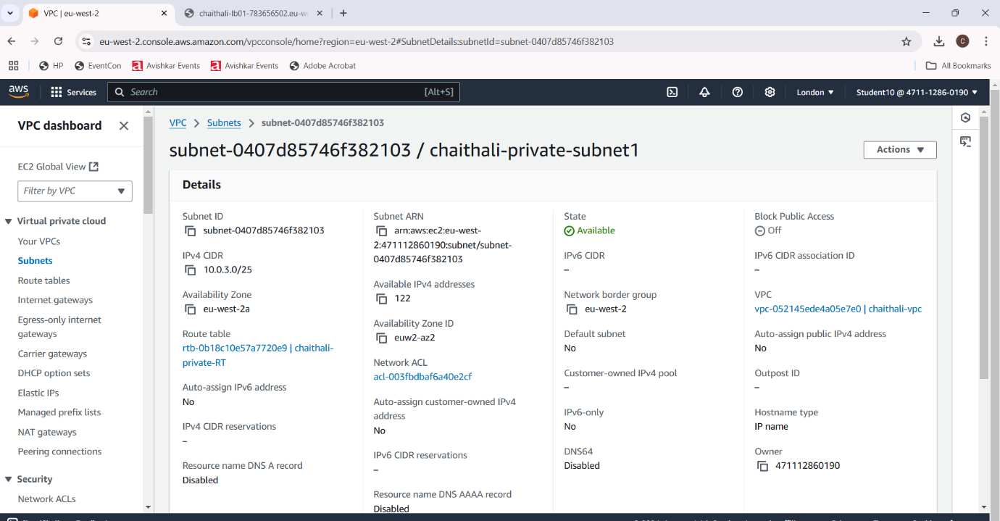 VPC | eu-west-2
chaithali-lb01-783656502.eu-we
eu-west-2.console.aws.amazon.com/vpcconsole/home?region=eu-west-2#SubnetDetails:subnetId=subnet-0407d85746f382103
C
HP
EventCon
Avishkar Events
Avishkar Events
Adobe Acrobat
All Bookmarks
aws
Services
Search
[Alt+S]
London
Student10 @ 4711-1286-0190
VPC dashboard
EC2 Global View
Filter by VPC
Virtual private cloud
Your VPCs
Subnets
Route tables
Internet gateways
Egress-only internet
gateways
Carrier gateways
DHCP option sets
Elastic IPs
Managed prefix lists
NAT gateways
Peering connections
Security
Network ACLs
VPC
Subnets
subnet-0407d85746f382103
subnet-0407d85746f382103 / chaithali-private-subnet1
Actions
Details
Subnet ID
subnet-0407d85746f382103
IPv4 CIDR
10.0.3.0/25
Availability Zone
eu-west-2a
Route table
rtb-0b18c10e57a7720e9 | chaithali-
private-RT
Auto-assign IPv6 address
No
IPv4 CIDR reservations
–
Resource name DNS A record
Disabled
Subnet ARN
arn:aws:ec2:eu-west-
2:471112860190:subnet/subnet-
0407d85746f382103
Available IPv4 addresses
122
Availability Zone ID
euw2-az2
Network ACL
acl-003fbdbaf6a40e2cf
Auto-assign customer-owned IPv4
address
No
IPv6 CIDR reservations
–
Resource name DNS AAAA record
Disabled
State
Available
IPv6 CIDR
–
Network border group
eu-west-2
Default subnet
No
Customer-owned IPv4 pool
–
IPv6-only
No
DNS64
Disabled
Block Public Access
Off
IPv6 CIDR association ID
–
VPC
vpc-052145ede4a05e7e0 | chaithali-vpc
Auto-assign public IPv4 address
No
Outpost ID
–
Hostname type
IP name
Owner
471112860190